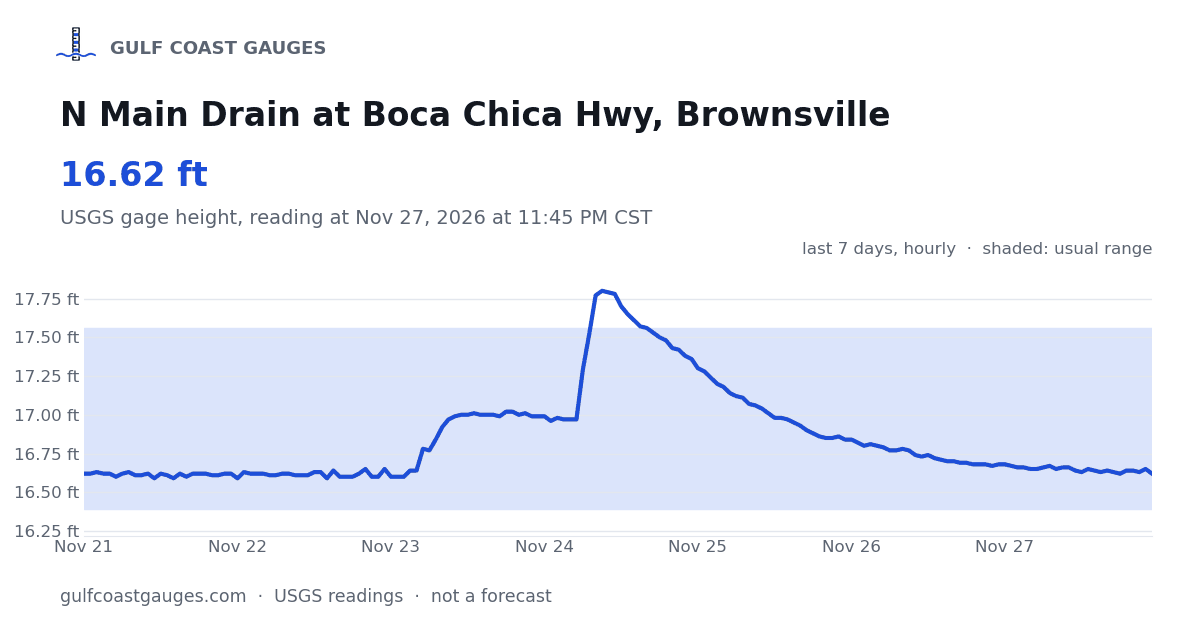 GULF COAST GAUGES
N Main Drain at Boca Chica Hwy, Brownsville
16.62 ft
USGS gage height, reading at Nov 27, 2026 at 11:45 PM CST
last 7 days, hourly · shaded: usual range
17.75 ft
17.50 ft
17.25 ft
17.00 ft
16.75 ft
16.50 ft
16.25 ft
Nov 21 Nov 22 Nov 23 Nov 24 Nov 25 Nov 26 Nov 27
gulfcoastgauges.com · USGS readings · not a forecast